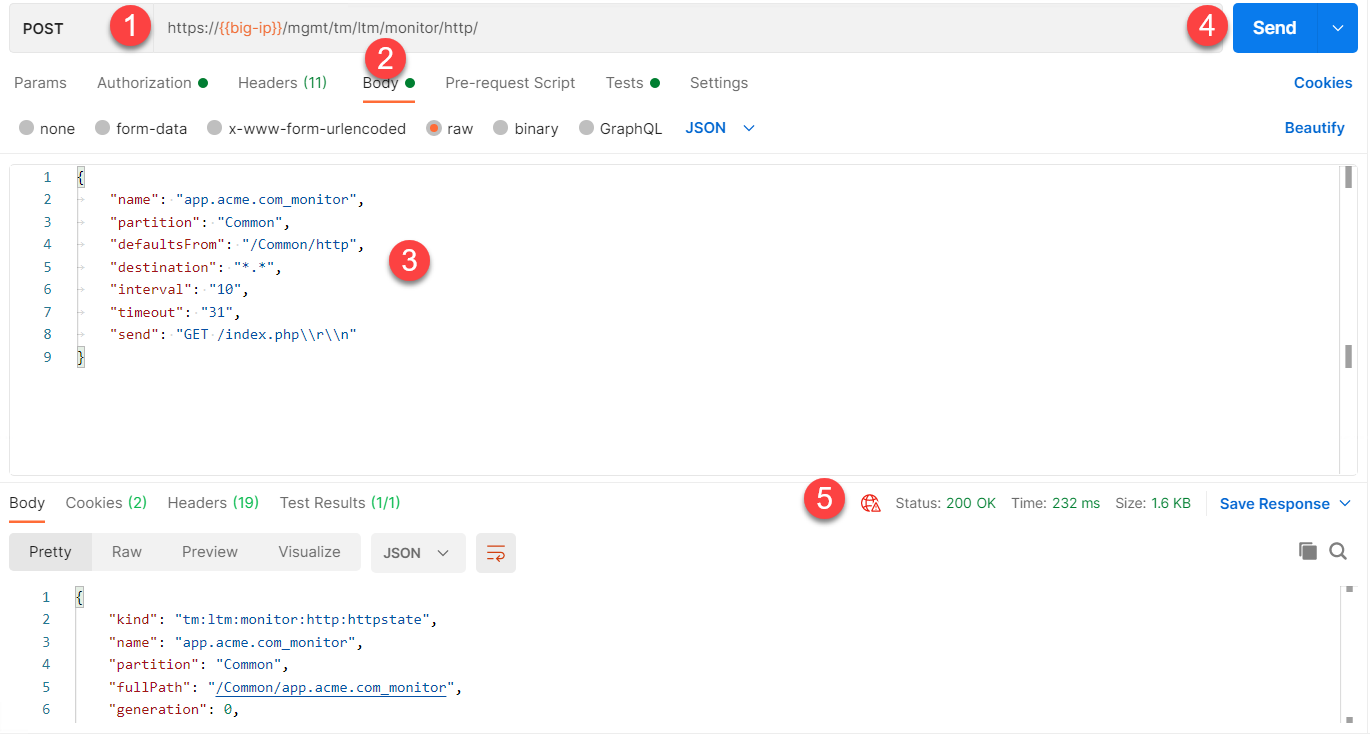 POST 1 https://{{big-ip}}/mgmt/tm/ltm/monitor/http/ 4 Send
2
Params Authorization Headers (11) Body Pre-request Script Tests Settings Cookies
none form-data x-www-form-urlencoded raw binary GraphQL JSON Beautify
1 {
2 "name": "app.acme.com_monitor",
3 "partition": "Common",
4 "defaultsFrom": "/Common/http",
3
5 "destination": "*.*",
6 "interval": "10",
7 "timeout": "31",
8 "send": "GET /index.php\\r\\n"
9 }
Body Cookies (2) Headers (19) Test Results (1/1) 5 Status: 200 OK Time: 232 ms Size: 1.6 KB Save Response
Pretty Raw Preview Visualize JSON
1 {
2 "kind": "tm:ltm:monitor:http:httpstate",
3 "name": "app.acme.com_monitor",
4 "partition": "Common",
5 "fullPath": "/Common/app.acme.com_monitor",
6 "generation": 0,